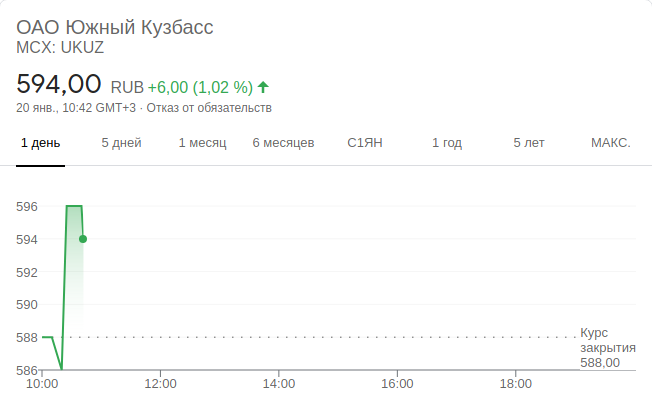 ОАО Южный Кузбасс
MCX: UKUZ
594,00 RUB +6,00 (1,02 %)
20 янв., 10:42 GMT+3 · Отказ от обязательств
1 день 5 дней 1 месяц 6 месяцев С1ЯН 1 год 5 лет МАКС.
596
594
592
590
588
586
Курс
закрытия
588,00
10:00 12:00 14:00 16:00 18:00